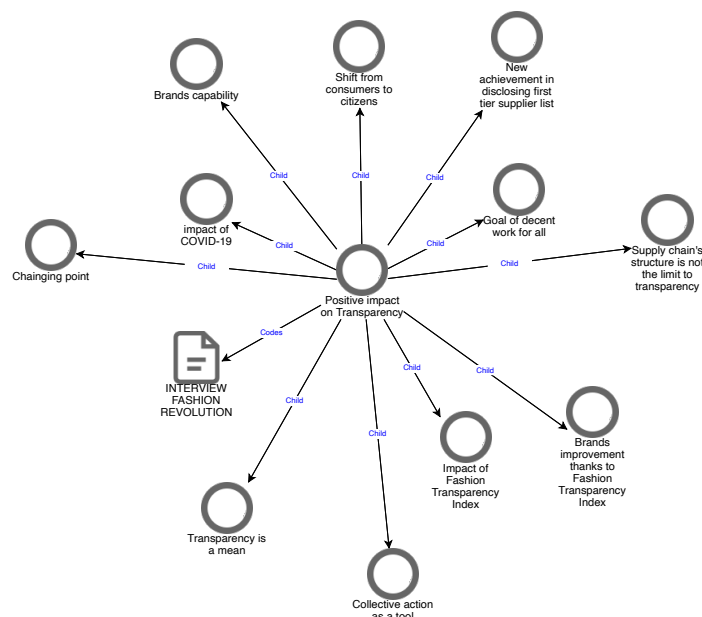 Brands capability
Shift from
consumers to
citizens
New
achievement in
disclosing first
tier supplier list
Child
Child
Child
impact of
COVID-19
Goal of decent
work for all
Supply chain's
structure is not
the limit to
transparency
Chainging point
Child
Child
Child
Child
Positive impact
on Transparency
Codes
INTERVIEW
FASHION
REVOLUTION
Child
Child
Child
Child
Impact of
Fashion
Transparency
Index
Brands
improvement
thanks to
Fashion
Transparency
Index
Transparency is
a mean
Collective action
as a tool